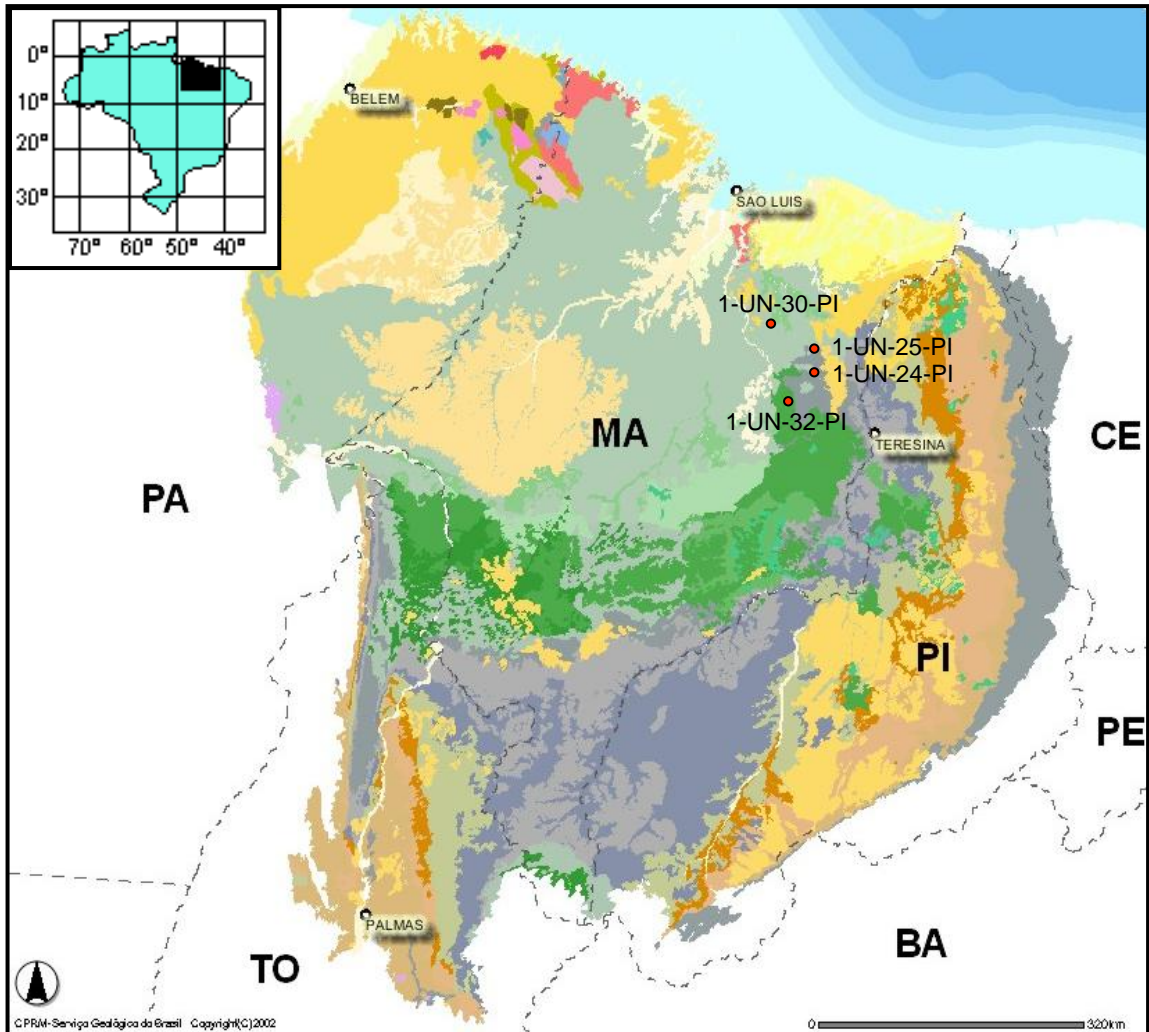 0°
10°
20°
30°
70° 60° 50° 40°
BELEM
SAO LUIS
1-UN-30-PI
1-UN-25-PI
1-UN-24-PI
1-UN-32-PI
MA
TERESINA
CE
PA
PI
PE
PALMAS
BA
TO
CPRM-Serviço Geológico do Brasil Copyright(C)2002
0 320km